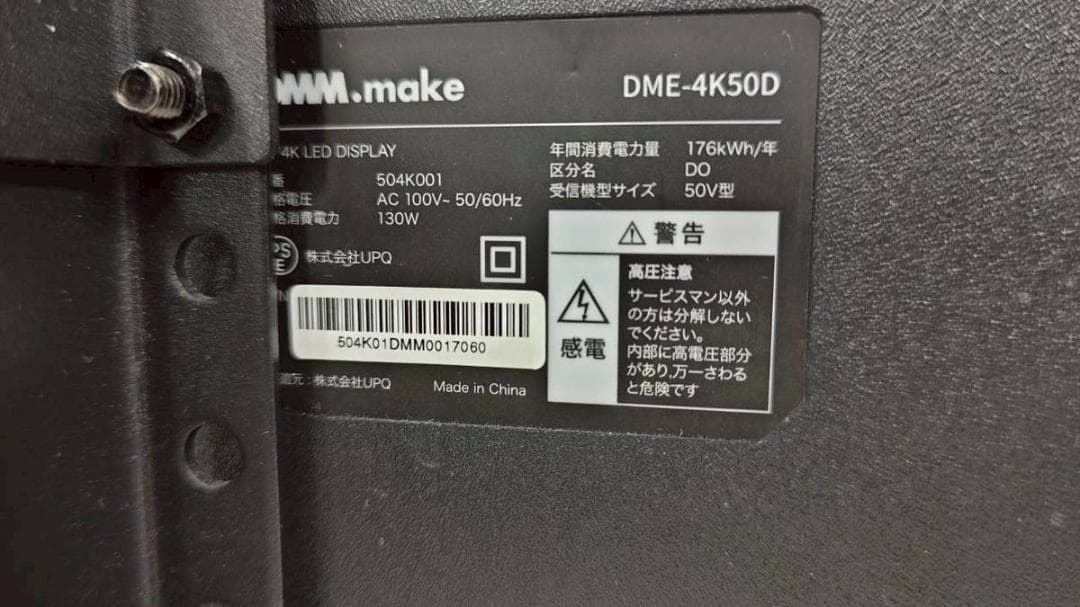 MM.make
DME-4K50D
4K LED DISPLAY
番 504K001
格電圧 AC 100V~ 50/60Hz
格消費電力 130W
年間消費電力量 176kWh/年
区分名 DO
受信機型サイズ 50V型
PS
E
株式会社UPQ
504K01DMM0017060
造元:株式会社UPQ
Made in China
警告
感電
高圧注意
サービスマン以外
の方は分解しない
でください。
内部に高電圧部分
があり,万一さわる
と危険です